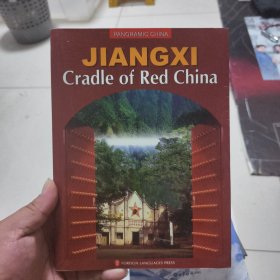 PANORAMIC CHINA
JIANGXI
Cradle of Red China
FOREIGN LANGUAGES PRESS